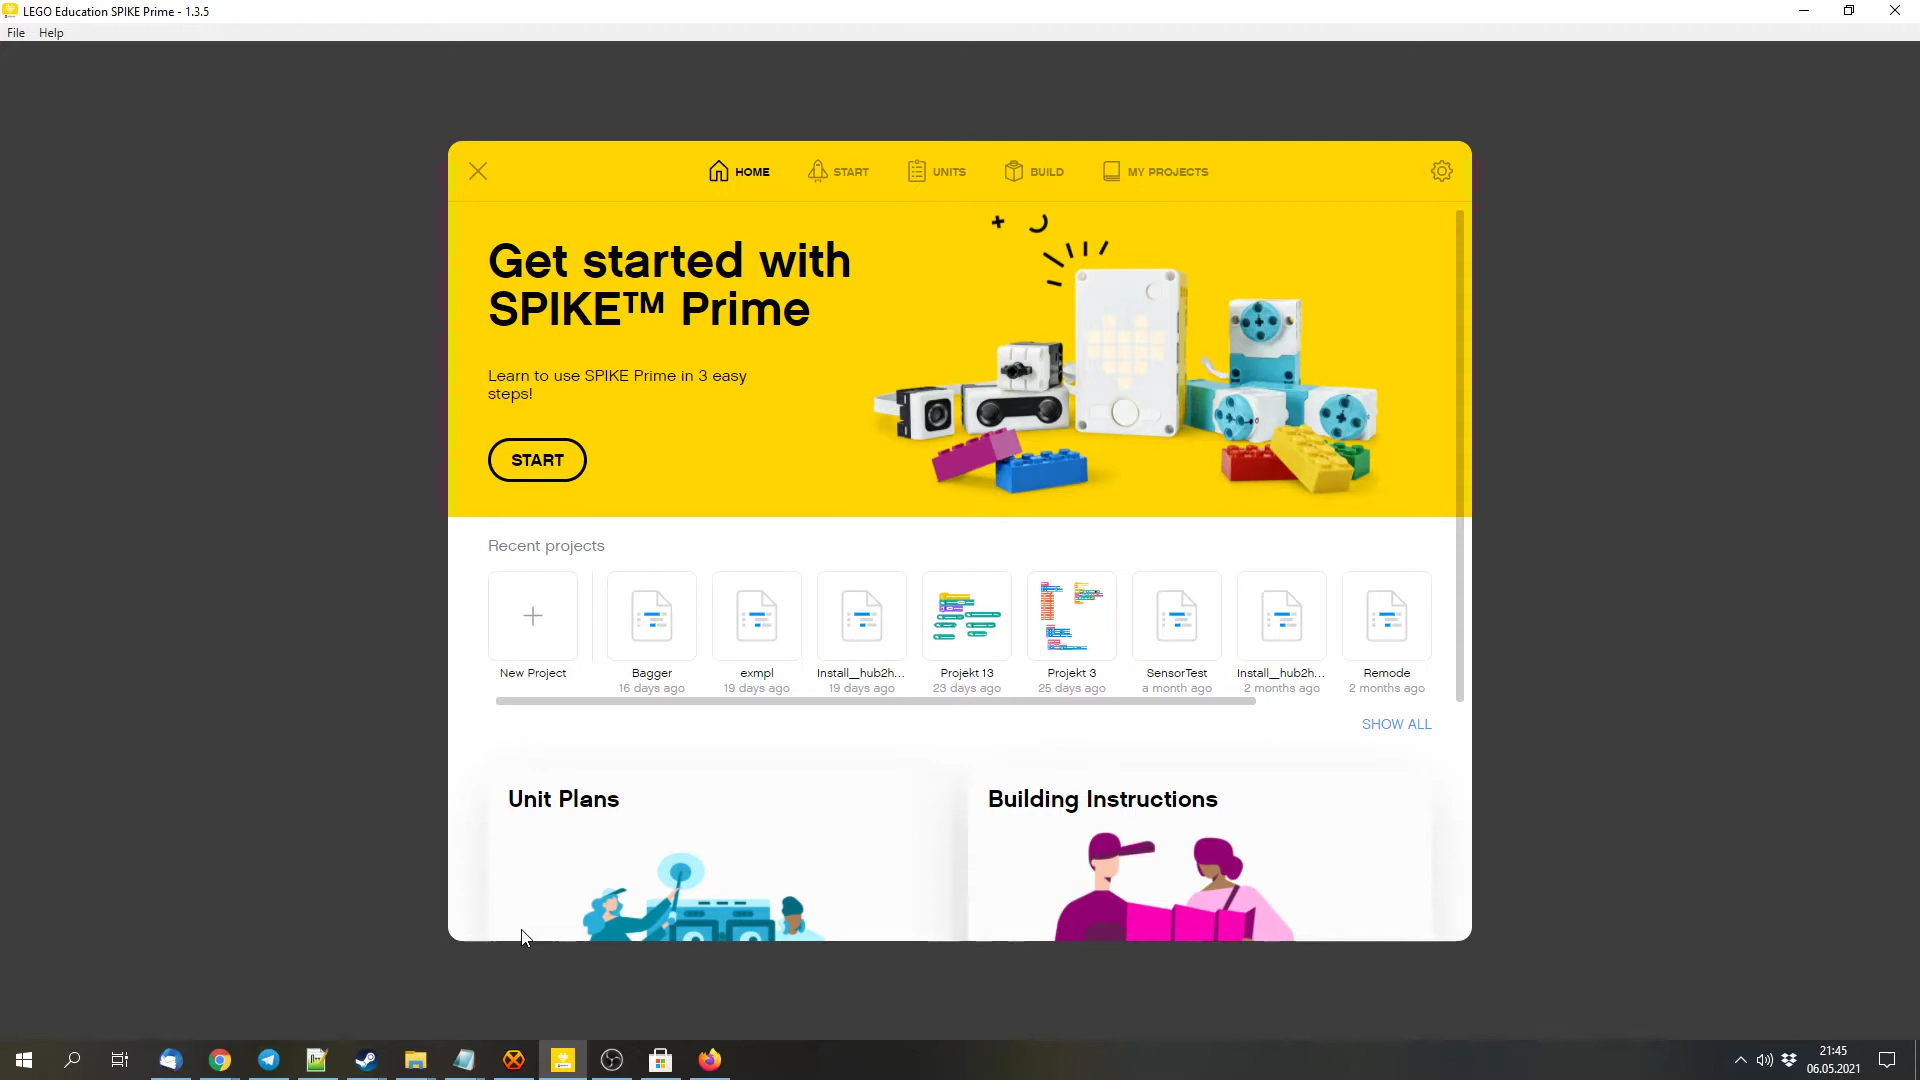 LEGO Education SPIKE Prime - 1.3.5
File Help
HOME START UNITS BUILD MY PROJECTS
Get started with
SPIKE™ Prime
Learn to use SPIKE Prime in 3 easy
steps!
START
Recent projects
New Project Bagger exmpl Install__hub2h... Projekt 13 Projekt 3 SensorTest Install__hub2h... Remode
16 days ago 19 days ago 19 days ago 23 days ago 25 days ago a month ago 2 months ago 2 months ago
SHOW ALL
Unit Plans Building Instructions
21:45
06.05.2021